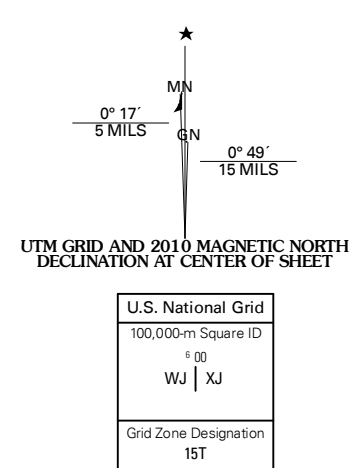 MN
0° 17´
5 MILS
GN
0° 49´
15 MILS
UTM GRID AND 2010 MAGNETIC NORTH
DECLINATION AT CENTER OF SHEET
U.S. National Grid
100,000-m Square ID
6 00
WJ XJ
Grid Zone Designation
15T